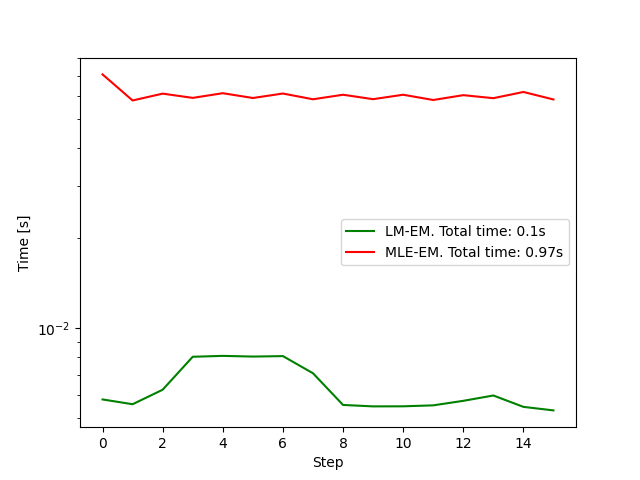 Time [s]
10⁻²
LM-EM. Total time: 0.1s
MLE-EM. Total time: 0.97s
0 2 4 6 8 10 12 14
Step